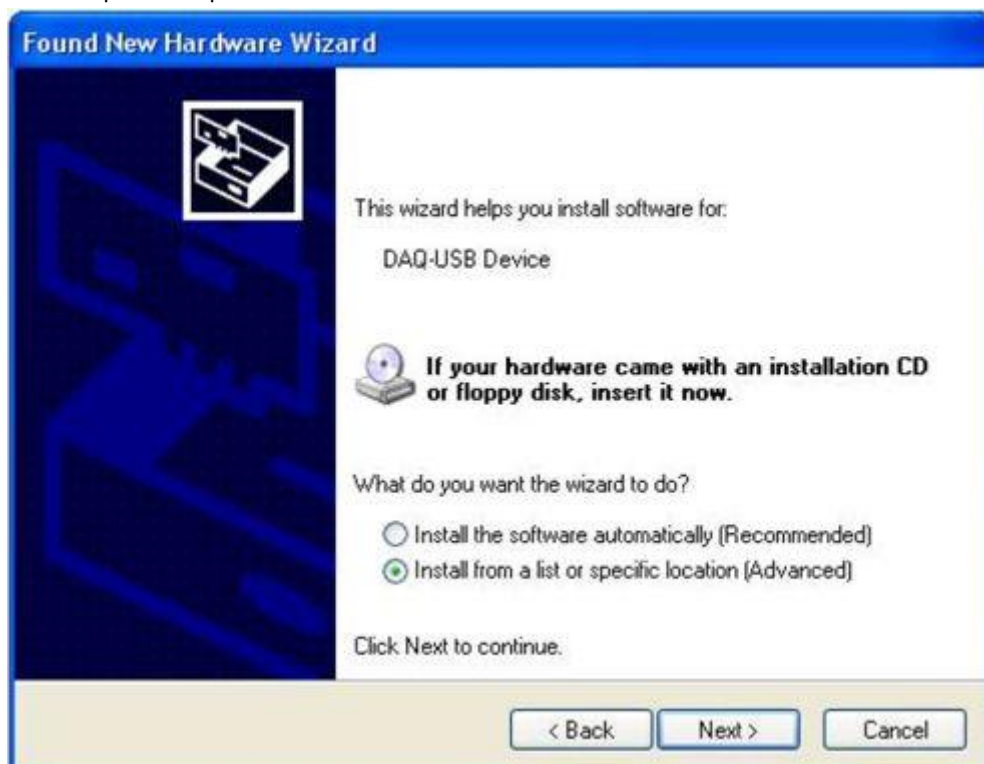 Found New Hardware Wizard
This wizard helps you install software for:
DAQ-USB Device
If your hardware came with an installation CD
or floppy disk, insert it now.
What do you want the wizard to do?
Install the software automatically (Recommended)
Install from a list or specific location (Advanced)
Click Next to continue.
< Back
Next >
Cancel